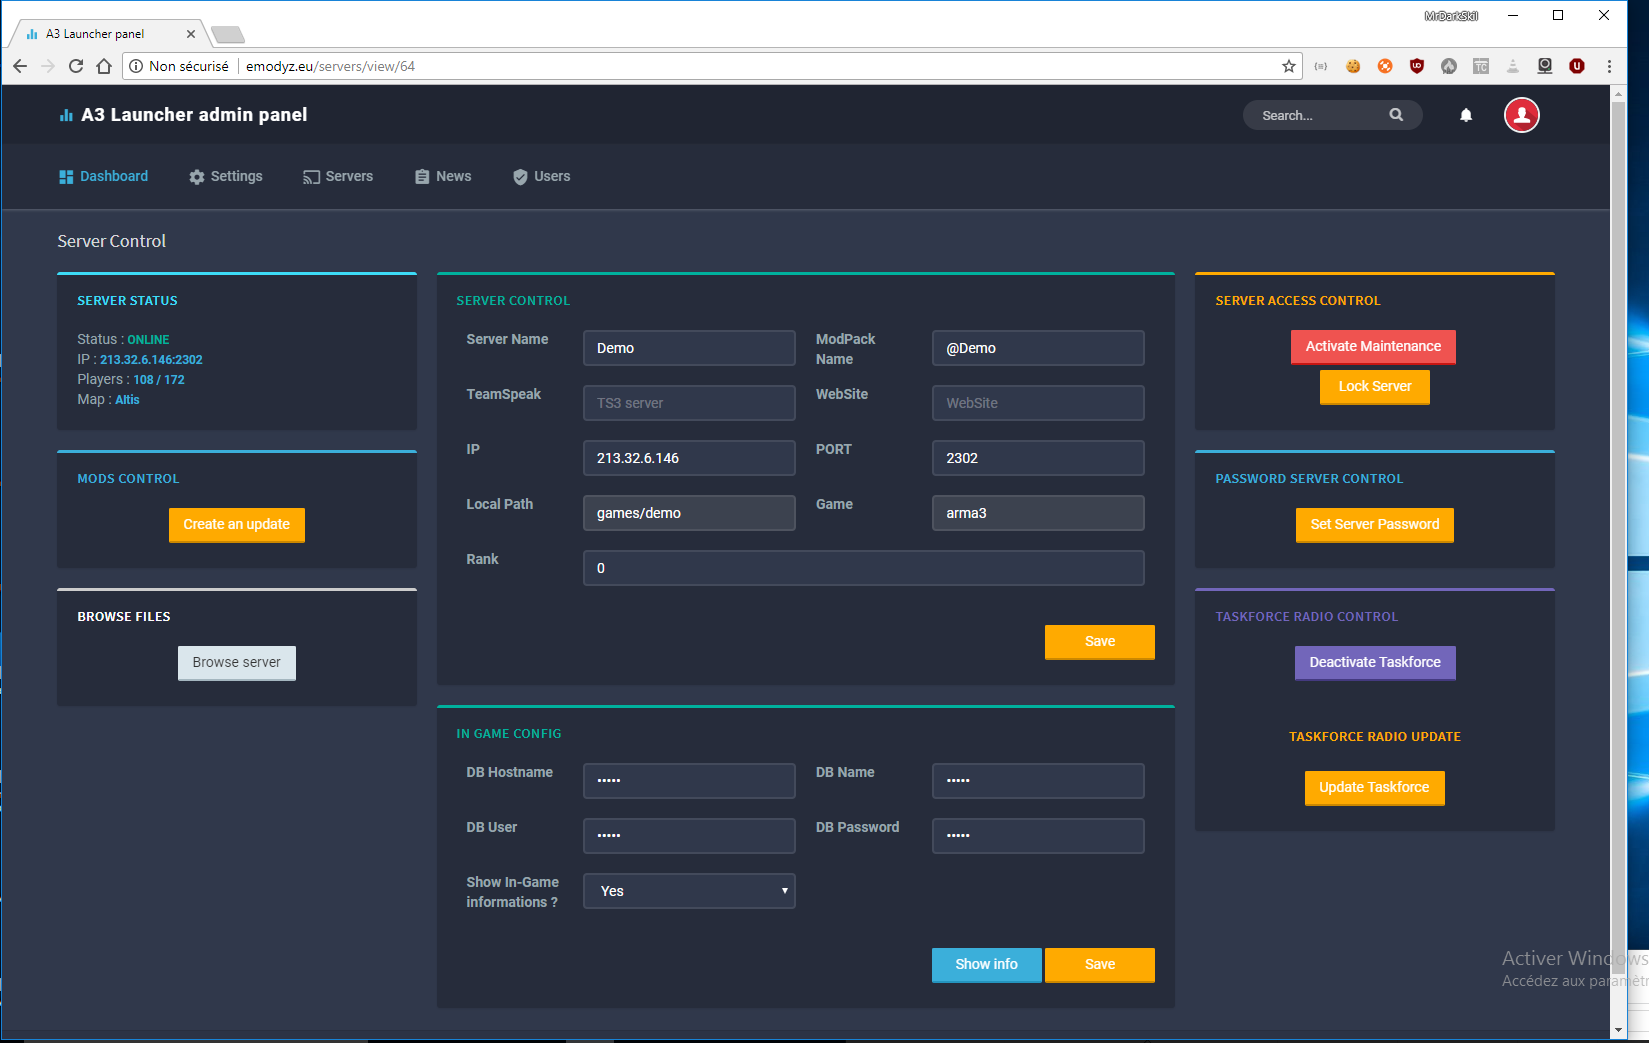 MrDarkSkil
A3 Launcher panel
Non sécurisé
emodyz.eu/servers/view/64
A3 Launcher admin panel
Search...
Dashboard
Settings
Servers
News
Users
Server Control
SERVER STATUS
Status : ONLINE
IP : 213.32.6.146:2302
Players : 108 / 172
Map : Altis
MODS CONTROL
Create an update
BROWSE FILES
Browse server
SERVER CONTROL
Server Name
Demo
ModPack
Name
@Demo
TeamSpeak
TS3 server
WebSite
WebSite
IP
213.32.6.146
PORT
2302
Local Path
games/demo
Game
arma3
Rank
0
Save
IN GAME CONFIG
DB Hostname
•••••
DB Name
•••••
DB User
•••••
DB Password
•••••
Show In-Game
informations ?
Yes
Show info
Save
SERVER ACCESS CONTROL
Activate Maintenance
Lock Server
PASSWORD SERVER CONTROL
Set Server Password
TASKFORCE RADIO CONTROL
Deactivate Taskforce
TASKFORCE RADIO UPDATE
Update Taskforce
Activer Windows
Accédez aux paramètr